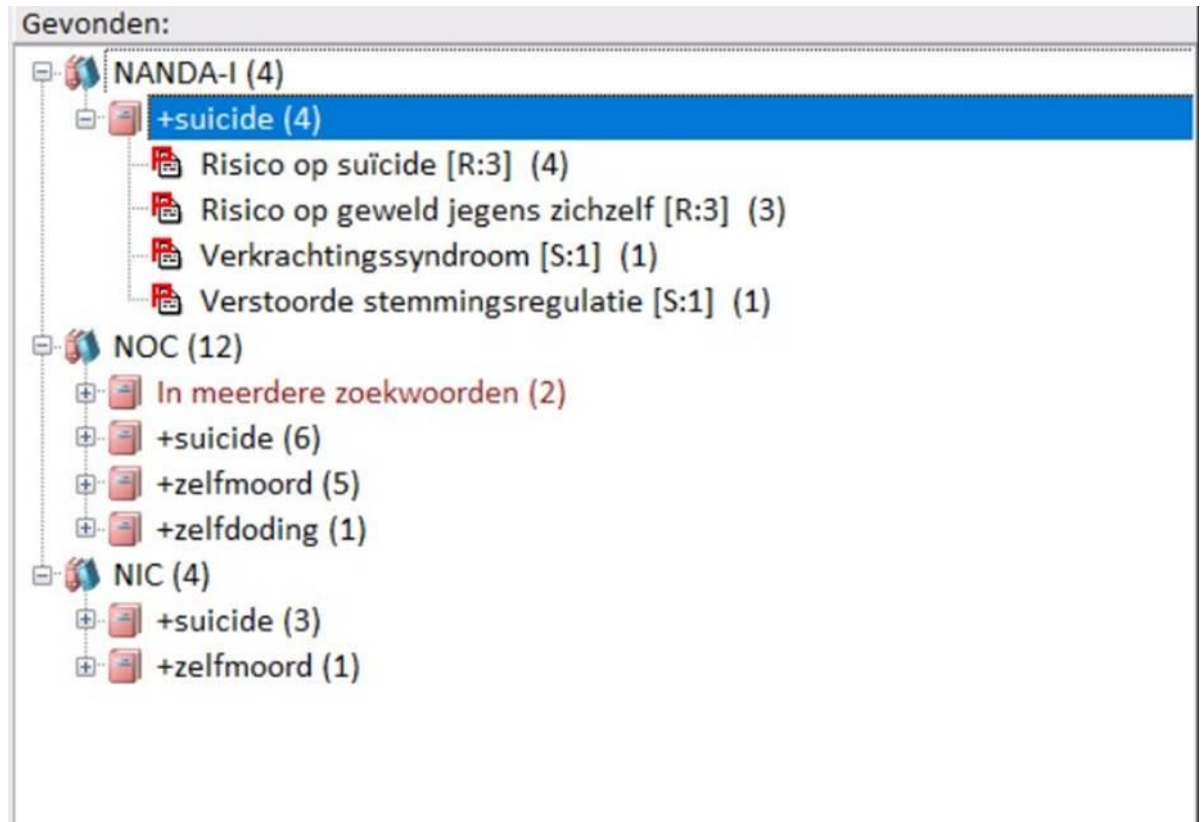 Gevonden:
NANDA-I (4)
+suicide (4)
Risico op suïcide [R:3] (4)
Risico op geweld jegens zichzelf [R:3] (3)
Verkrachtingssyndroom [S:1] (1)
Verstoorde stemmingsregulatie [S:1] (1)
NOC (12)
In meerdere zoekwoorden (2)
+suicide (6)
+zelfmoord (5)
+zelfdoding (1)
NIC (4)
+suicide (3)
+zelfmoord (1)